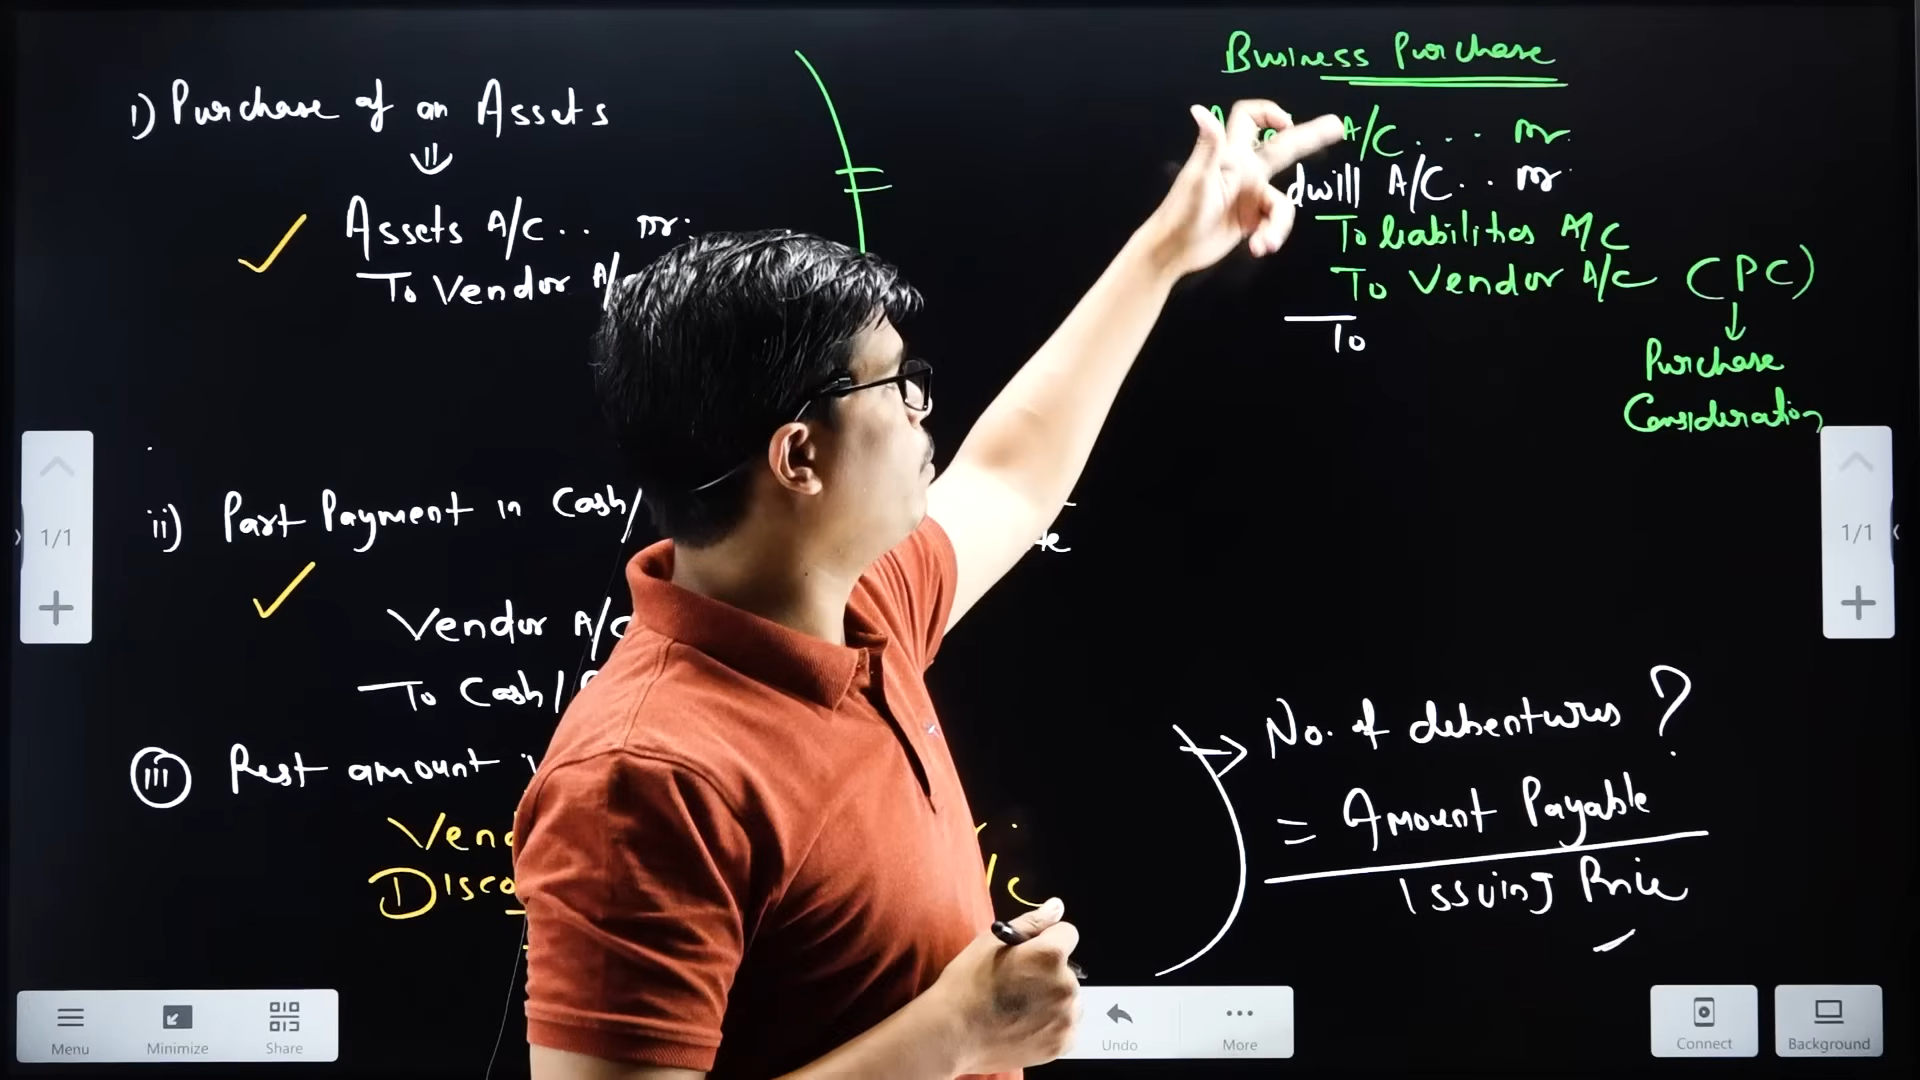 1) Purchase of an Assets
Assets A/C .. Dr.
To Vendor A/
ii) Part Payment in Cash/
Vendor A/C
To Cash/
iii) Rest amount
Business Purchase
A/C ... Dr.
dwill A/C .. Dr.
To liabilities A/C
To Vendor A/C (PC)
Purchase
Consideration
To
No. of debentures ?
= Amount Payable
Issuing Price
1/1
1/1
Menu
Minimize
Share
Undo
More
Connect
Background